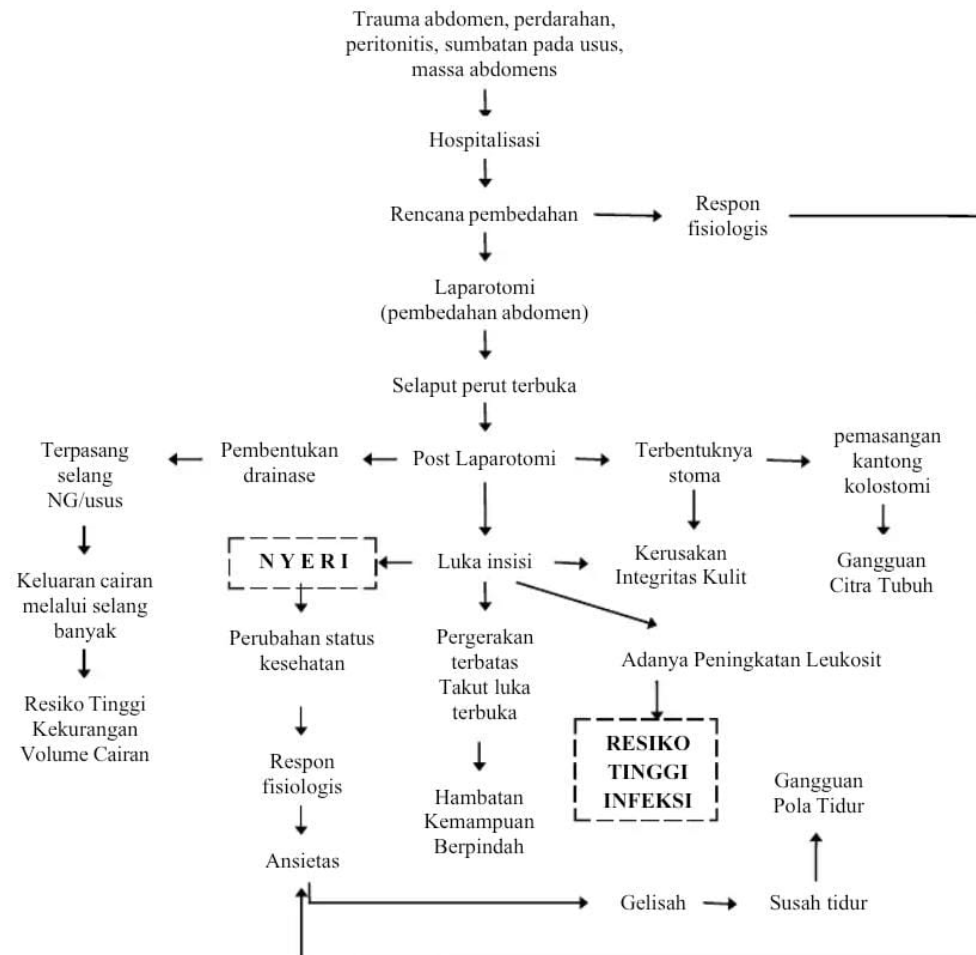 Trauma abdomen, perdarahan,
peritonitis, sumbatan pada usus,
massa abdomens
Hospitalisasi
Rencana pembedahan
Respon
fisiologis
Laparotomi
(pembedahan abdomen)
Selaput perut terbuka
Terpasang
selang
NG/usus
Pembentukan
drainase
Post Laparotomi
Terbentuknya
stoma
pemasangan
kantong
kolostomi
Keluaran cairan
melalui selang
banyak
N Y E R I
Luka insisi
Kerusakan
Integritas Kulit
Gangguan
Citra Tubuh
Perubahan status
kesehatan
Pergerakan
terbatas
Takut luka
terbuka
Adanya Peningkatan Leukosit
Resiko Tinggi
Kekurangan
Volume Cairan
Respon
fisiologis
Hambatan
Kemampuan
Berpindah
RESIKO
TINGGI
INFEKSI
Gangguan
Pola Tidur
Ansietas
Gelisah
Susah tidur